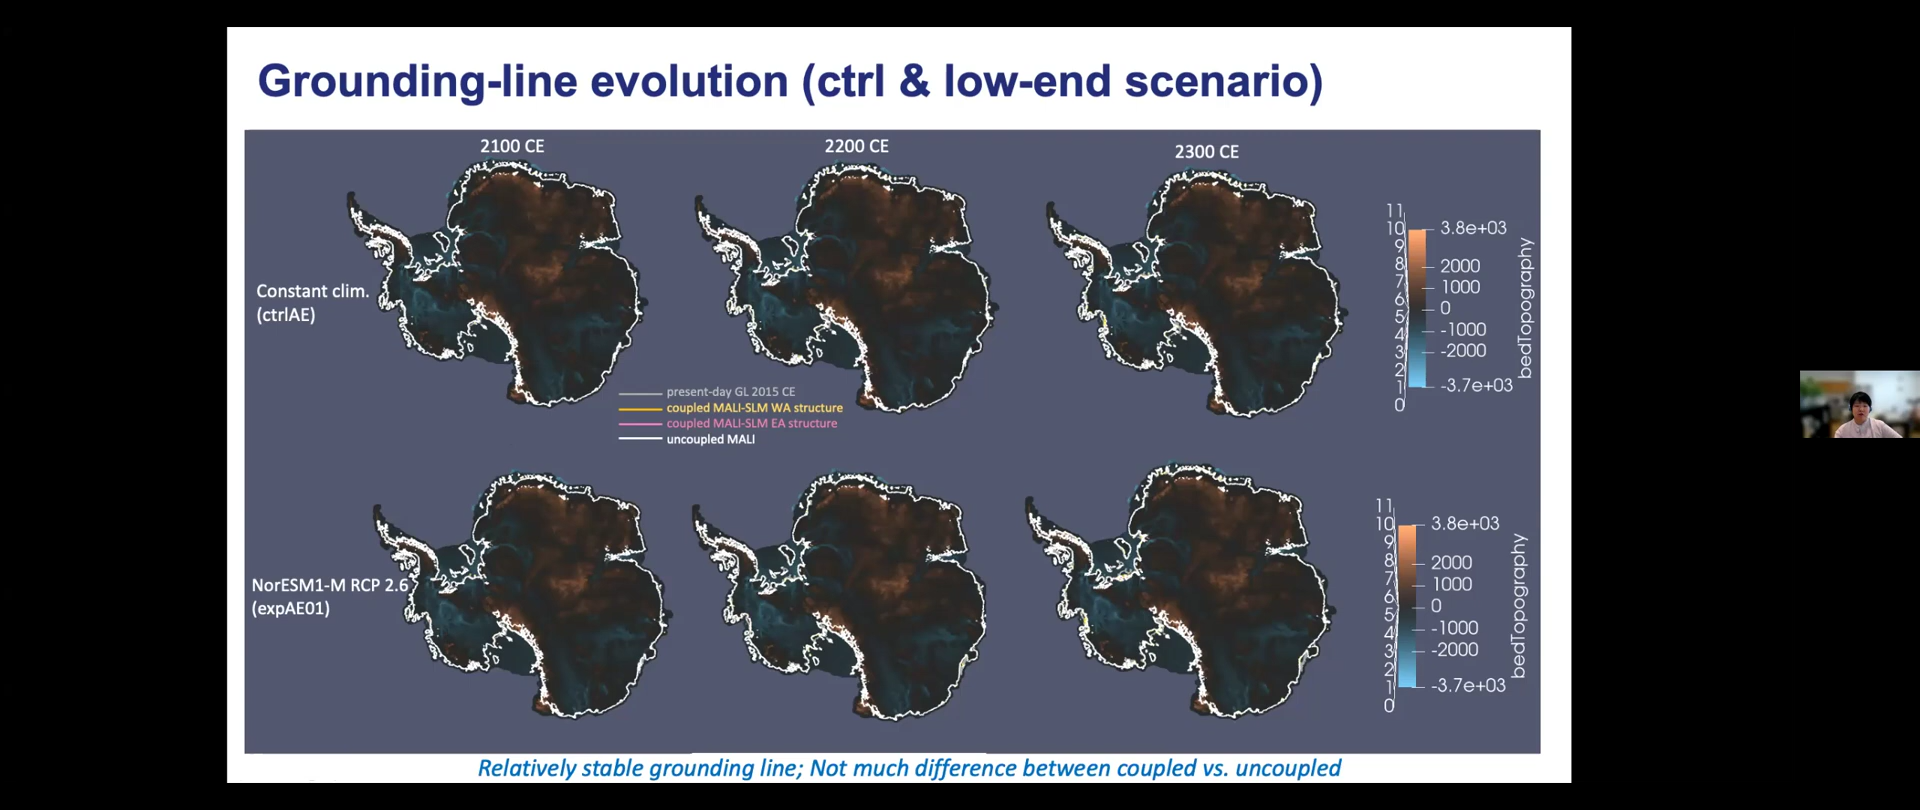 Grounding-line evolution (ctrl & low-end scenario)
2100 CE
2200 CE
2300 CE
Constant clim.
(ctrlAE)
11
10
9
8
7
6
5
4
3
2
1
0
3.8e+03
2000
1000
0
-1000
-2000
-3.7e+03
bedTopography
present-day GL 2015 CE
coupled MALI-SLM WA structure
coupled MALI-SLM EA structure
uncoupled MALI
NorESM1-M RCP 2.6
(expAE01)
11
10
9
8
7
6
5
4
3
2
1
0
3.8e+03
2000
1000
0
-1000
-2000
-3.7e+03
bedTopography
Relatively stable grounding line; Not much difference between coupled vs. uncoupled